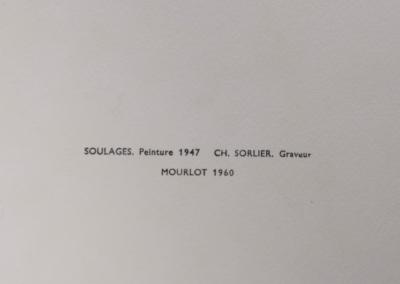 SOULAGES. Peinture 1947 CH. SORLIER. Graveur
MOURLOT 1960